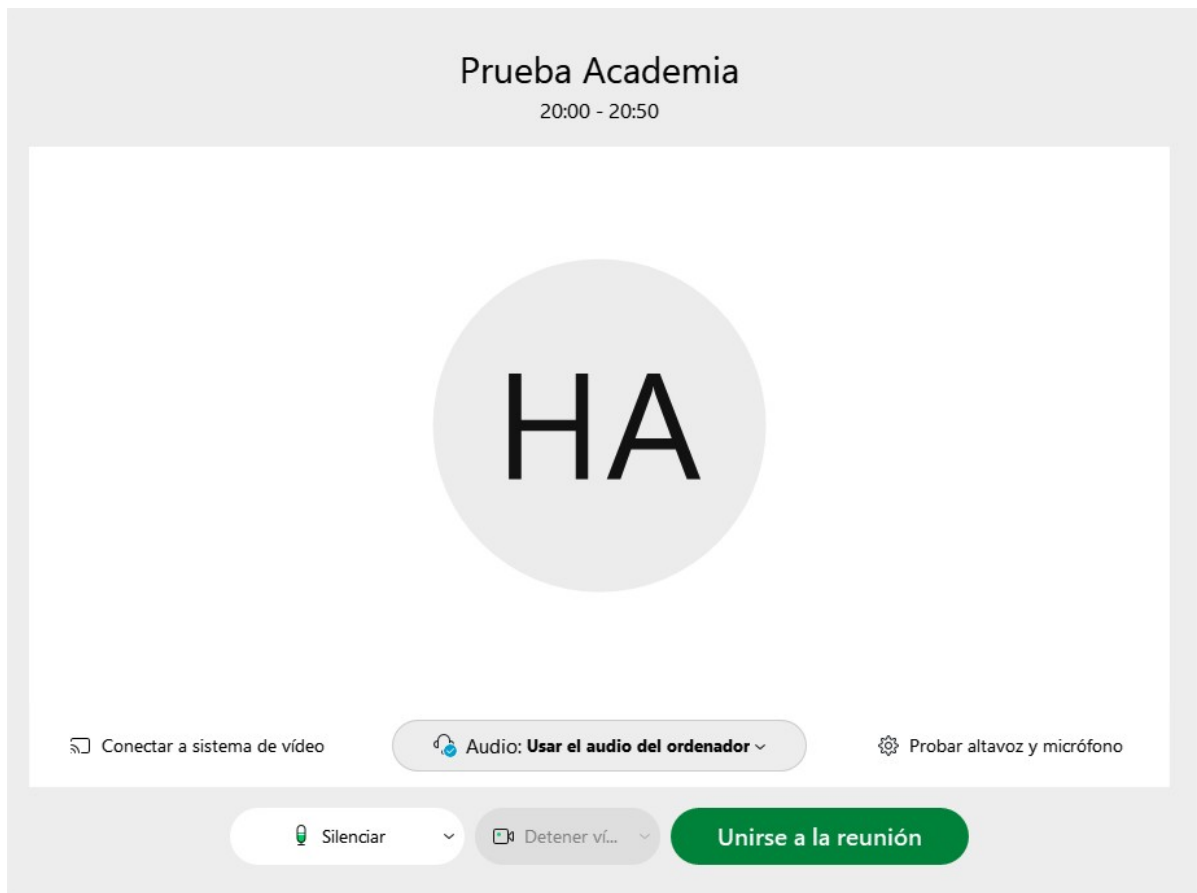 Prueba Academia
20:00 - 20:50
HA
Conectar a sistema de vídeo
Audio: Usar el audio del ordenador
Probar altavoz y micrófono
Silenciar
Detener ví...
Unirse a la reunión